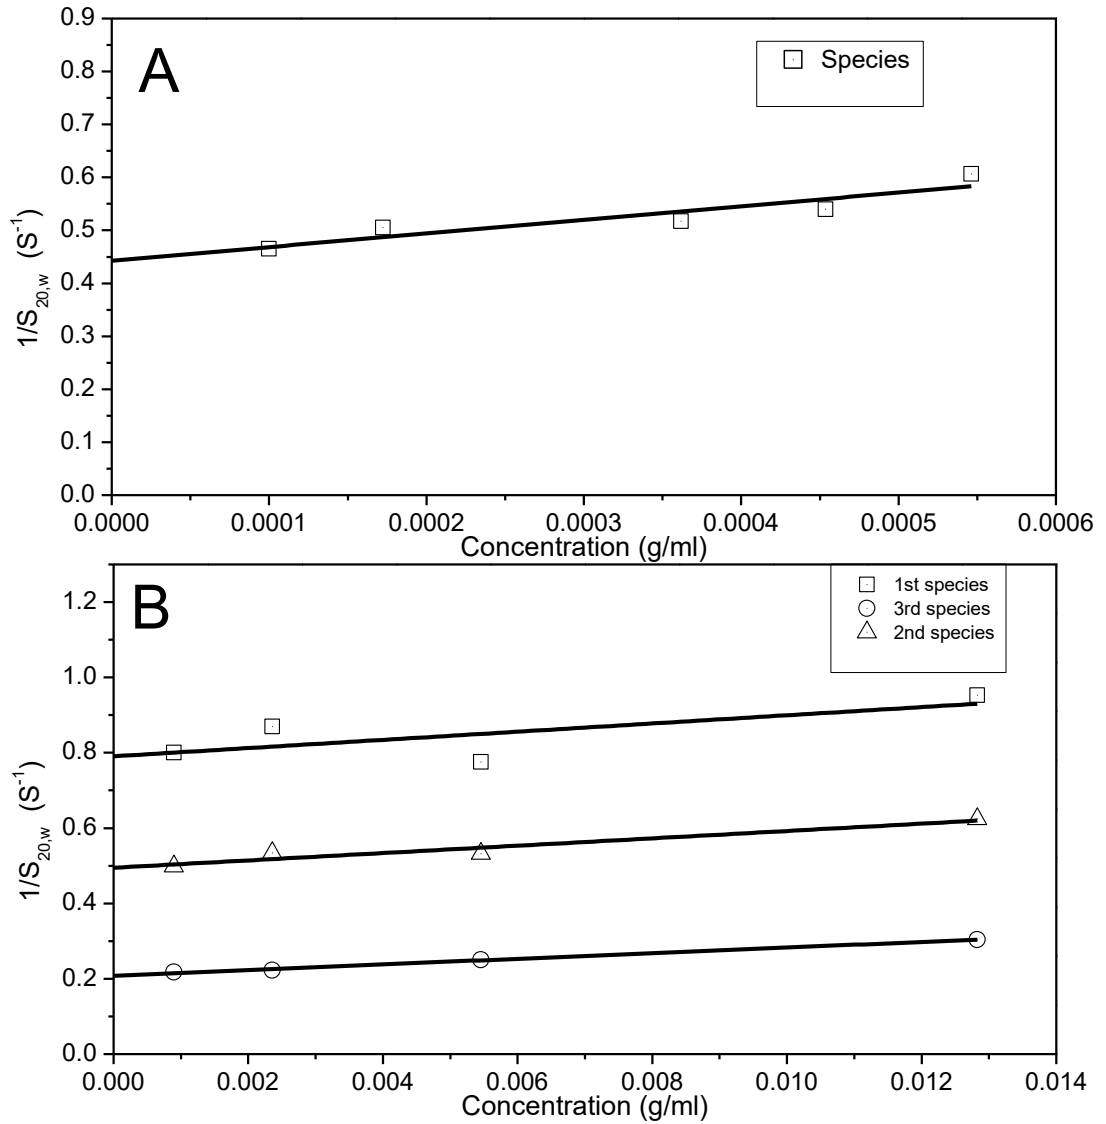 A
Species
0.9
0.8
0.7
0.6
0.5
0.4
0.3
0.2
0.1
0.0
1/S20,w (S-1)
0.0000 0.0001 0.0002 0.0003 0.0004 0.0005 0.0006
Concentration (g/ml)
B
1st species
3rd species
2nd species
1.2
1.0
0.8
0.6
0.4
0.2
0.0
1/S20,w (S-1)
0.000 0.002 0.004 0.006 0.008 0.010 0.012 0.014
Concentration (g/ml)